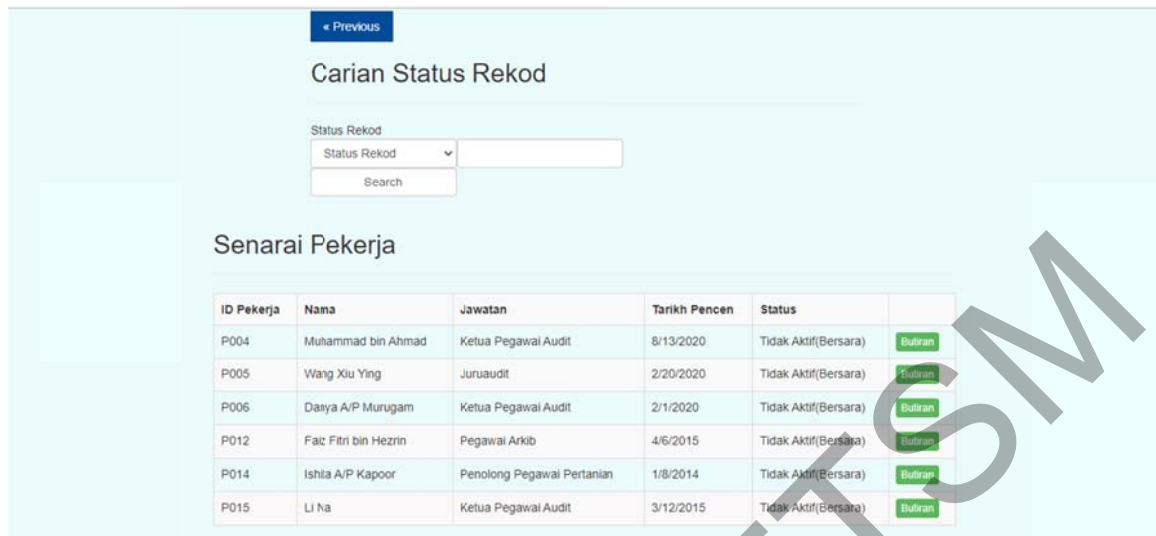 « Previous
Carian Status Rekod
Status Rekod
Status Rekod
Search
Senarai Pekerja
ID Pekerja Nama Jawatan Tarikh Pencen Status
P004 Muhammad bin Ahmad Ketua Pegawai Audit 8/13/2020 Tidak Aktif(Bersara) Butiran
P005 Wang Xiu Ying Juruaudit 2/20/2020 Tidak Aktif(Bersara) Butiran
P006 Danya A/P Murugam Ketua Pegawai Audit 2/1/2020 Tidak Aktif(Bersara) Butiran
P012 Faiz Fitri bin Hezrin Pegawai Arkib 4/6/2015 Tidak Aktif(Bersara) Butiran
P014 Ishita A/P Kapoor Penolong Pegawai Pertanian 1/8/2014 Tidak Aktif(Bersara) Butiran
P015 Li Na Ketua Pegawai Audit 3/12/2015 Tidak Aktif(Bersara) Butiran